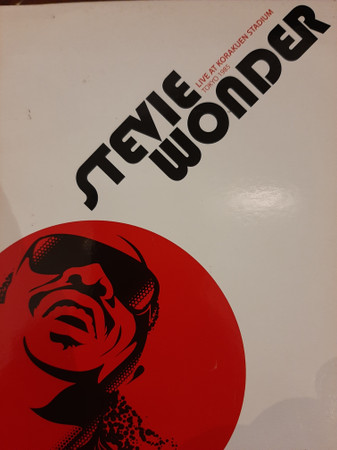 STEVIE
WONDER
LIVE AT KORAKUEN STADIUM
TOKYO 1985